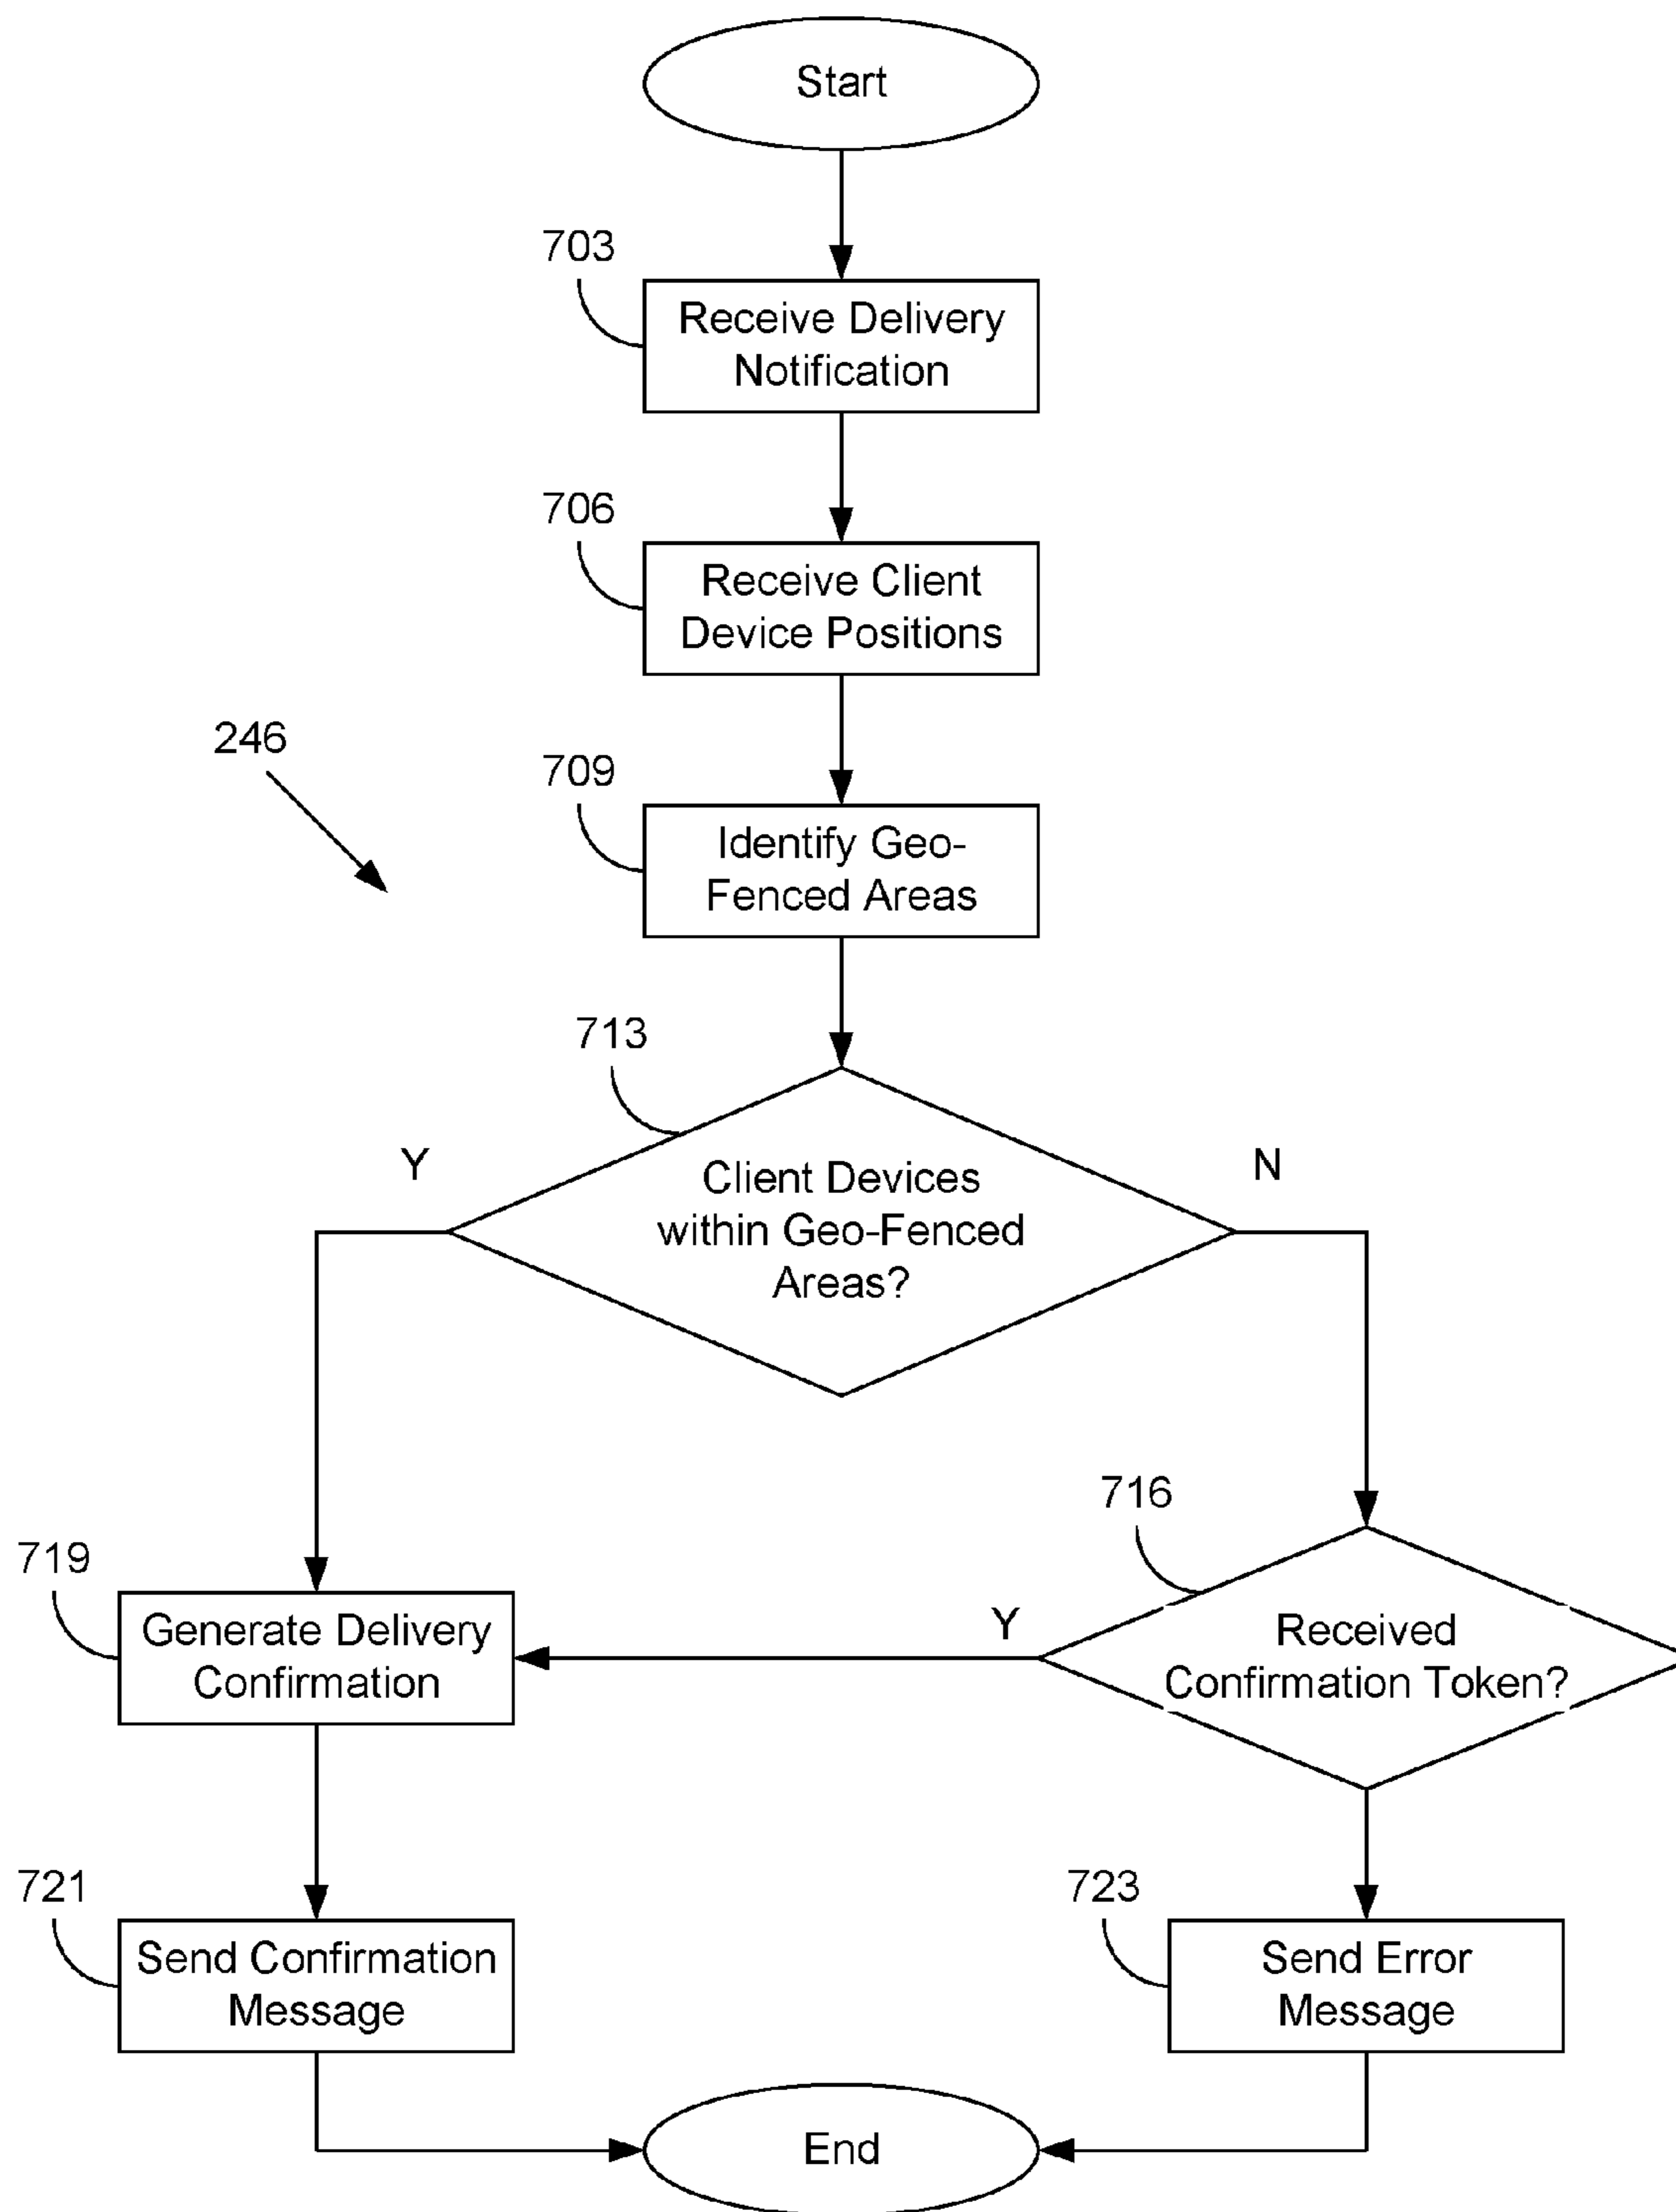 Start
703
Receive Delivery
Notification
706
Receive Client
Device Positions
246
709
Identify Geo-
Fenced Areas
713
Y
N
Client Devices
within Geo-Fenced
Areas?
716
719
Y
Generate Delivery
Confirmation
Received
Confirmation Token?
721
723
Send Confirmation
Message
Send Error
Message
End